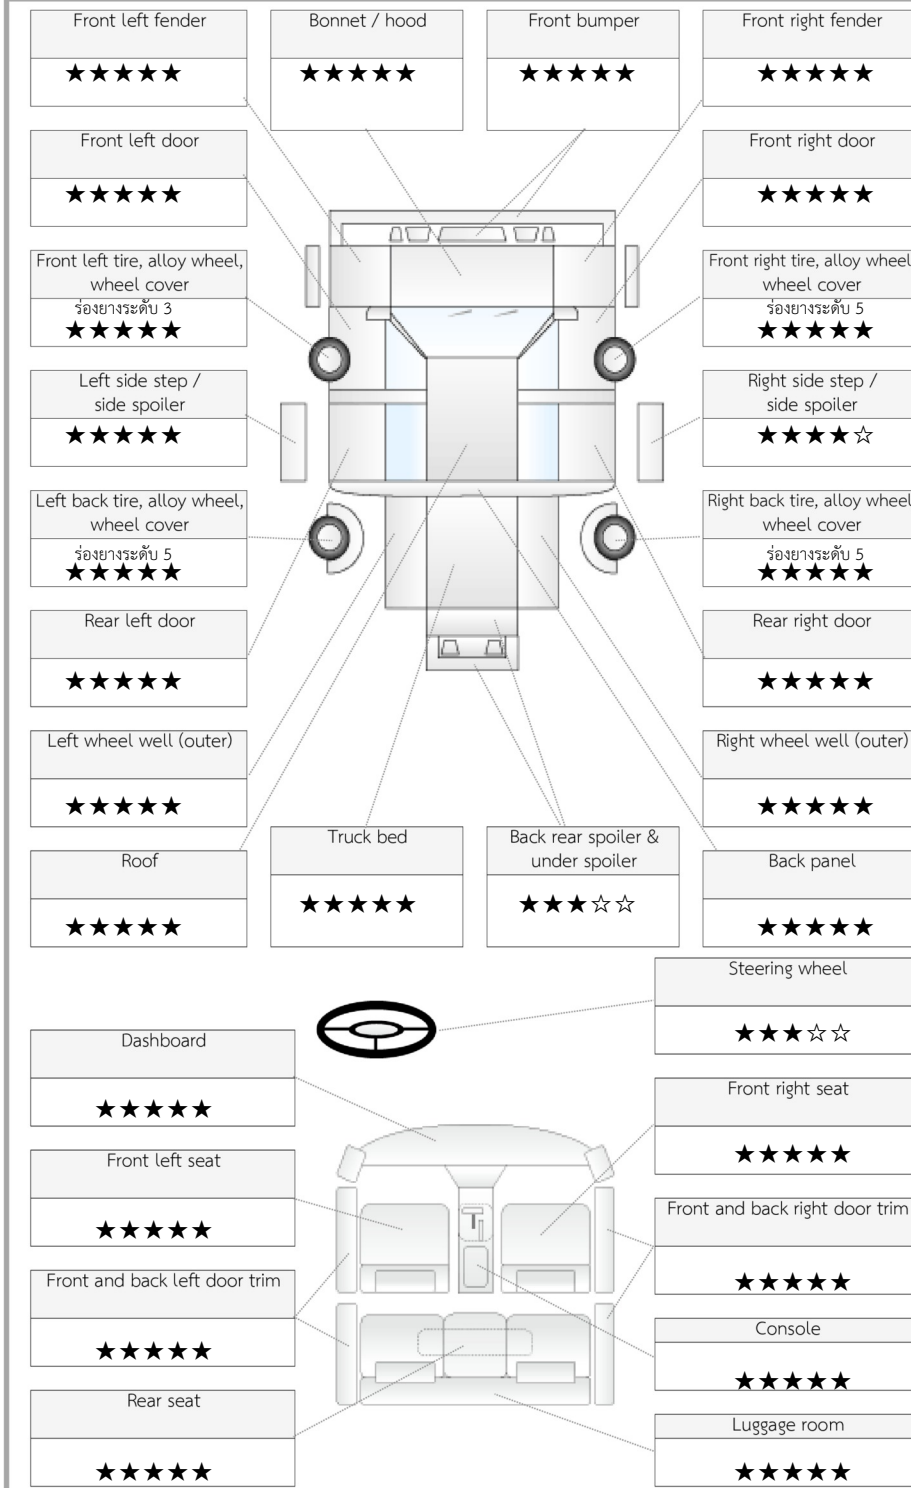 Front left fender
★★★★★
Bonnet / hood
★★★★★
Front bumper
★★★★★
Front right fender
★★★★★
Front left door
★★★★★
Front right door
★★★★★
Front left tire, alloy wheel,
wheel cover
ร่องยางระดับ 3
★★★★★
Front right tire, alloy wheel
wheel cover
ร่องยางระดับ 5
★★★★★
Left side step /
side spoiler
★★★★★
Right side step /
side spoiler
★★★★☆
Left back tire, alloy wheel,
wheel cover
ร่องยางระดับ 5
★★★★★
Right back tire, alloy wheel
wheel cover
ร่องยางระดับ 5
★★★★★
Rear left door
★★★★★
Rear right door
★★★★★
Left wheel well (outer)
★★★★★
Right wheel well (outer)
★★★★★
Roof
★★★★★
Truck bed
★★★★★
Back rear spoiler &
under spoiler
★★★☆☆
Back panel
★★★★★
Steering wheel
★★★☆☆
Dashboard
★★★★★
Front right seat
★★★★★
Front left seat
★★★★★
Front and back right door trim
★★★★★
Front and back left door trim
★★★★★
Console
★★★★★
Rear seat
★★★★★
Luggage room
★★★★★